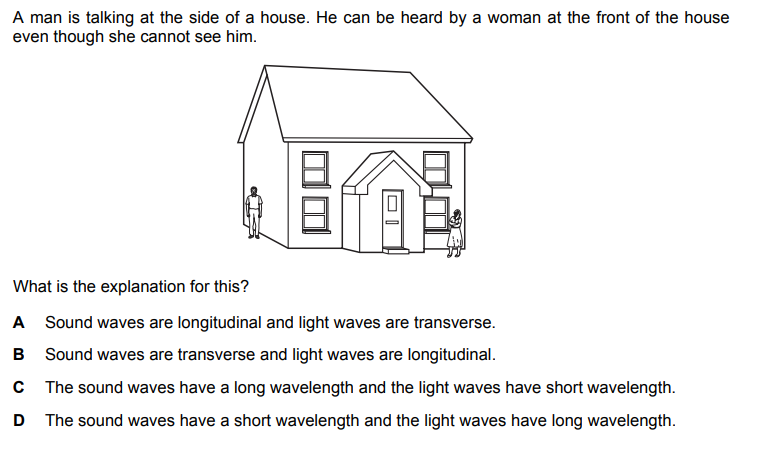 A man is talking at the side of a house. He can be heard by a woman at the front of the house
even though she cannot see him.
What is the explanation for this?
A Sound waves are longitudinal and light waves are transverse.
B Sound waves are transverse and light waves are longitudinal.
C The sound waves have a long wavelength and the light waves have short wavelength.
D The sound waves have a short wavelength and the light waves have long wavelength.